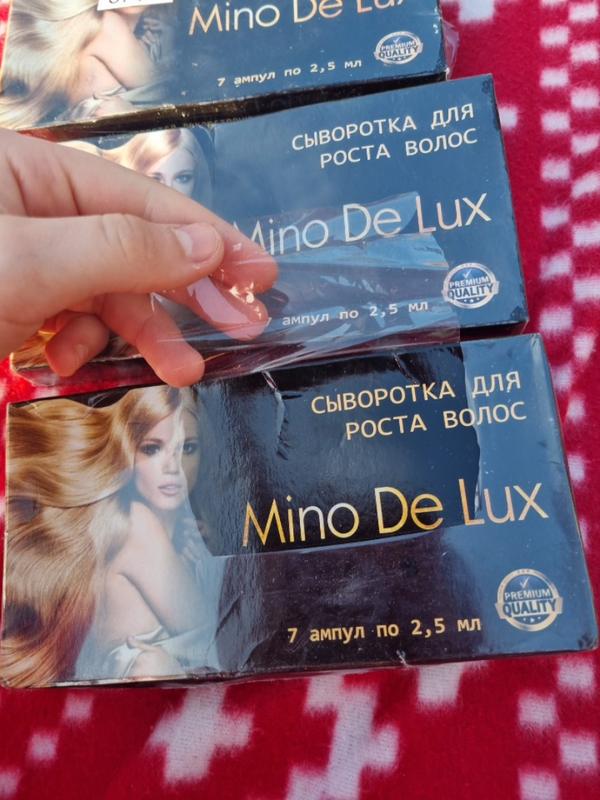 Mino De Lux
7 ампул по 2,5 мл
PREMIUM
QUALITY
СЫВОРОТКА ДЛЯ
РОСТА ВОЛОС
Mino De Lux
PREMIUM
QUALITY
ампул по 2,5 мл
СЫВОРОТКА ДЛЯ
РОСТА ВОЛОС
Mino De Lux
PREMIUM
QUALITY
7 ампул по 2,5 мл